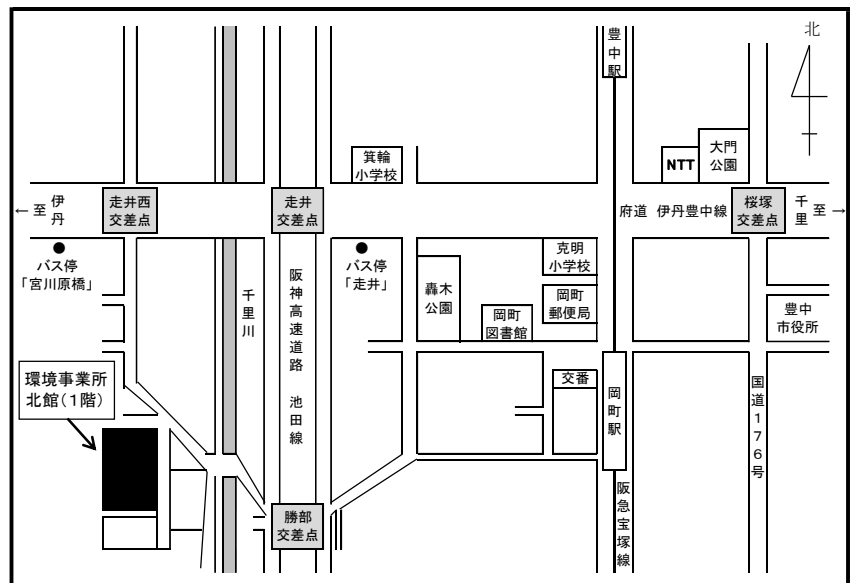 北
豊中駅
箕輪
小学校
NTT
大門
公園
←至
伊丹
走井西
交差点
走井
交差点
府道 伊丹豊中線
桜塚
交差点
千里
至→
バス停
「宮川原橋」
バス停
「走井」
千里川
阪神高速道路 池田線
轟木
公園
克明
小学校
岡町
郵便局
岡町
図書館
豊中
市役所
環境事業所
北館(1階)
交番
岡町駅
国道176号
勝部
交差点
阪急宝塚線